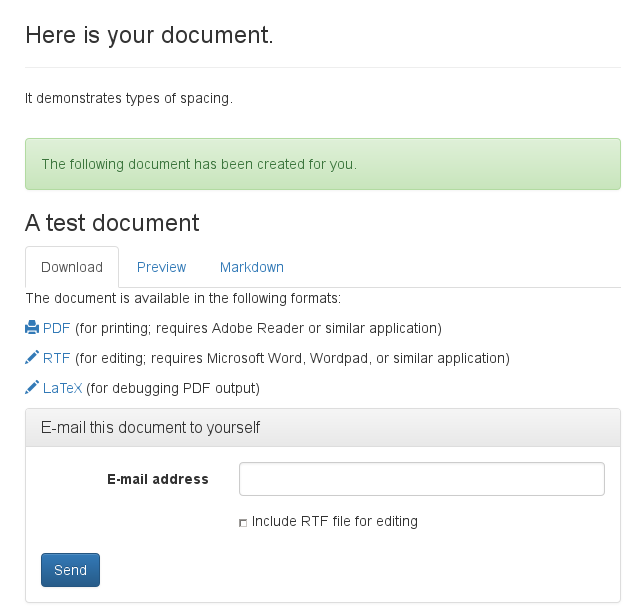 Here is your document.
It demonstrates types of spacing.
The following document has been created for you.
A test document
Download Preview Markdown
The document is available in the following formats:
PDF (for printing; requires Adobe Reader or similar application)
RTF (for editing; requires Microsoft Word, Wordpad, or similar application)
LaTeX (for debugging PDF output)
E-mail this document to yourself
E-mail address
Include RTF file for editing
Send